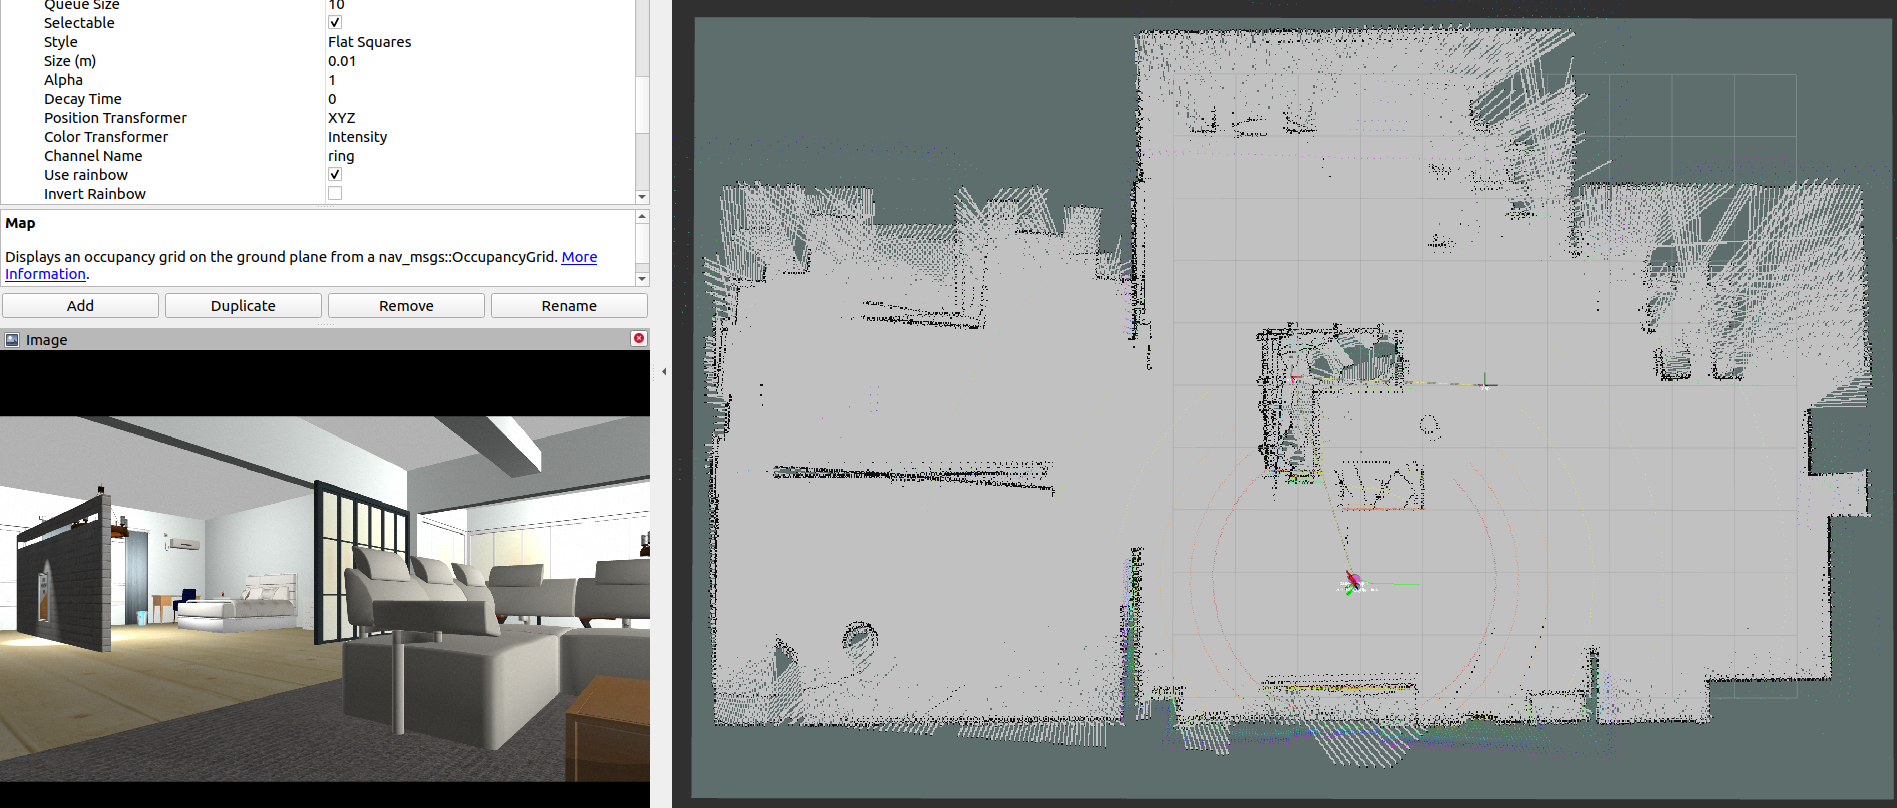 Queue Size 10
Selectable
Style Flat Squares
Size (m) 0.01
Alpha 1
Decay Time 0
Position Transformer XYZ
Color Transformer Intensity
Channel Name ring
Use rainbow
Invert Rainbow
Map
Displays an occupancy grid on the ground plane from a nav_msgs::OccupancyGrid. More
Information.
Add Duplicate Remove Rename
Image